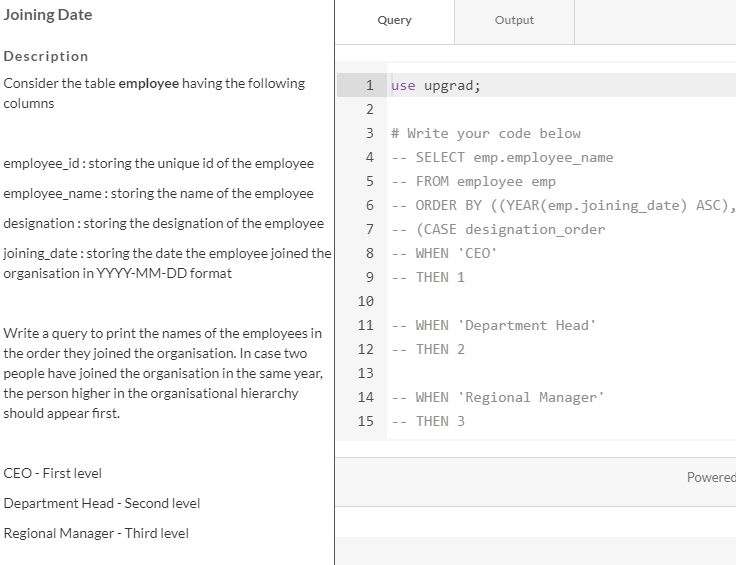 Joining Date
Description
Consider the table employee having the following
columns
employee_id : storing the unique id of the employee
employee_name : storing the name of the employee
designation : storing the designation of the employee
joining_date : storing the date the employee joined the
organisation in YYYY-MM-DD format
Write a query to print the names of the employees in
the order they joined the organisation. In case two
people have joined the organisation in the same year,
the person higher in the organisational hierarchy
should appear first.
CEO - First level
Department Head - Second level
Regional Manager - Third level
Query
Output
1 use upgrad;
2
3 # Write your code below
4 -- SELECT emp.employee_name
5 -- FROM employee emp
6 -- ORDER BY ((YEAR(emp.joining_date) ASC),
7 -- (CASE designation_order
8 -- WHEN 'CEO'
9 -- THEN 1
10
11 -- WHEN 'Department Head'
12 -- THEN 2
13
14 -- WHEN 'Regional Manager'
15 -- THEN 3
Powered